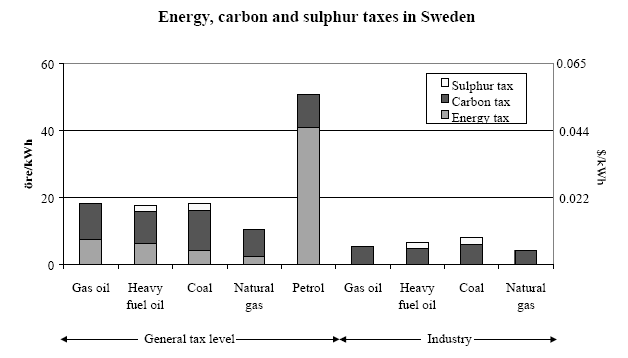 Energy, carbon and sulphur taxes in Sweden
60
40
20
0
öre/kWh
0.065
0.044
0.022
$/kWh
Sulphur tax
Carbon tax
Energy tax
Gas oil
Heavy
fuel oil
Coal
Natural
gas
Petrol
Gas oil
Heavy
fuel oil
Coal
Natural
gas
General tax level
Industry